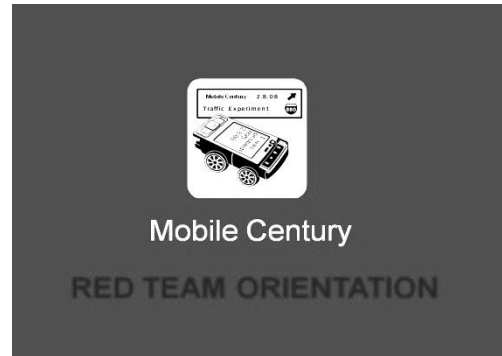 Mobile Century 2.8.08
Traffic Experiment
Mobile Century
RED TEAM ORIENTATION